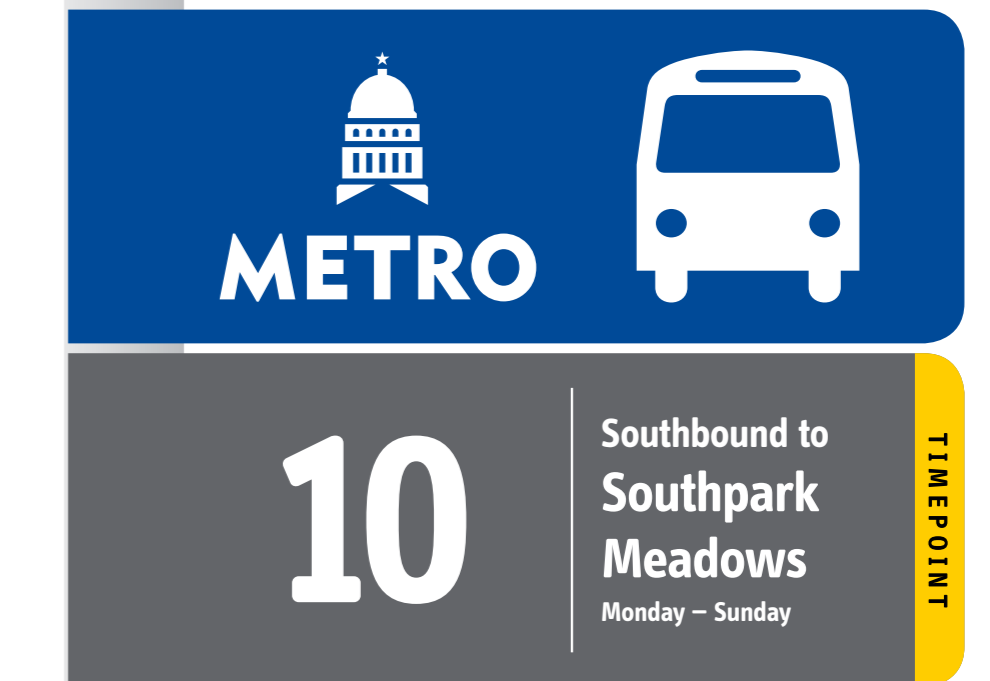 METRO
10
Southbound to
Southpark
Meadows
Monday – Sunday
TIMEPOINT